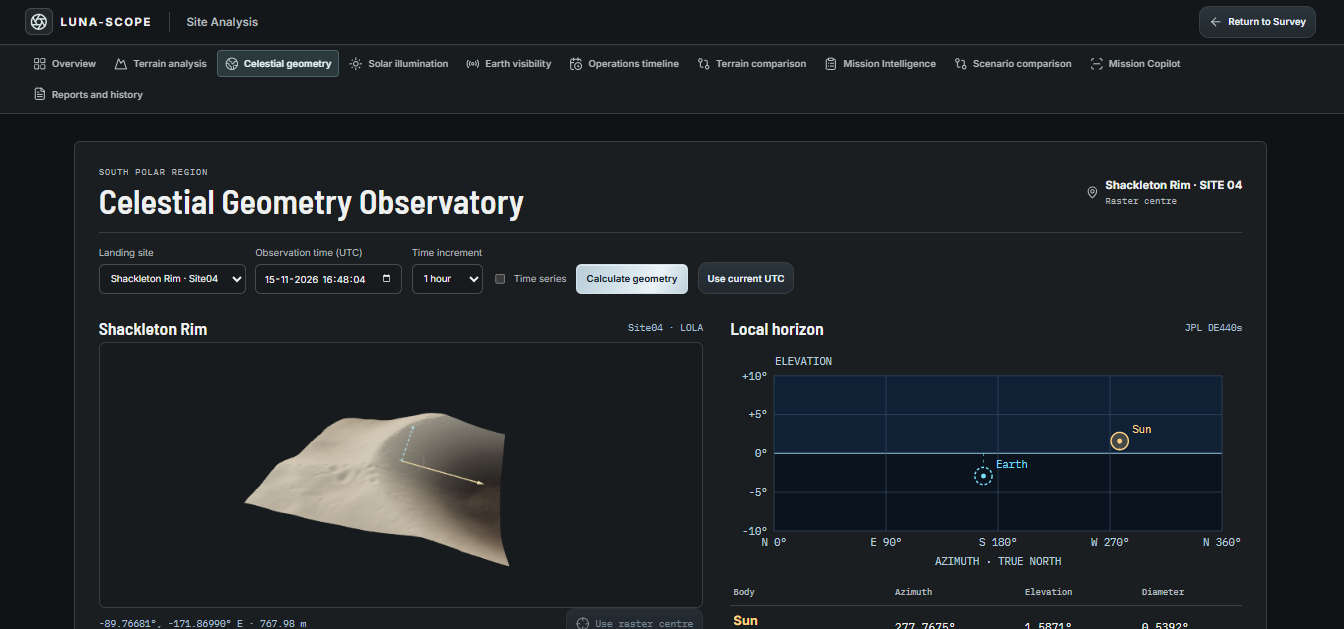 LUNA-SCOPE
Site Analysis
Return to Survey
Overview
Terrain analysis
Celestial geometry
Solar illumination
Earth visibility
Operations timeline
Terrain comparison
Mission Intelligence
Scenario comparison
Mission Copilot
Reports and history
SOUTH POLAR REGION
Celestial Geometry Observatory
Shackleton Rim · SITE 04
Raster centre
Landing site
Observation time (UTC)
Time increment
Shackleton Rim · Site04
15-11-2026 16:48:04
1 hour
Time series
Calculate geometry
Use current UTC
Shackleton Rim
Site04 · LOLA
Local horizon
JPL DE440s
ELEVATION
+10°
+5°
0°
-5°
-10°
Sun
Earth
N 0°
E 90°
S 180°
W 270°
N 360°
AZIMUTH · TRUE NORTH
Body
Azimuth
Elevation
Diameter
Sun
277.7675°
1.5871°
0.5392°
-89.76681°, -171.86990° E · 767.98 m
Use raster centre